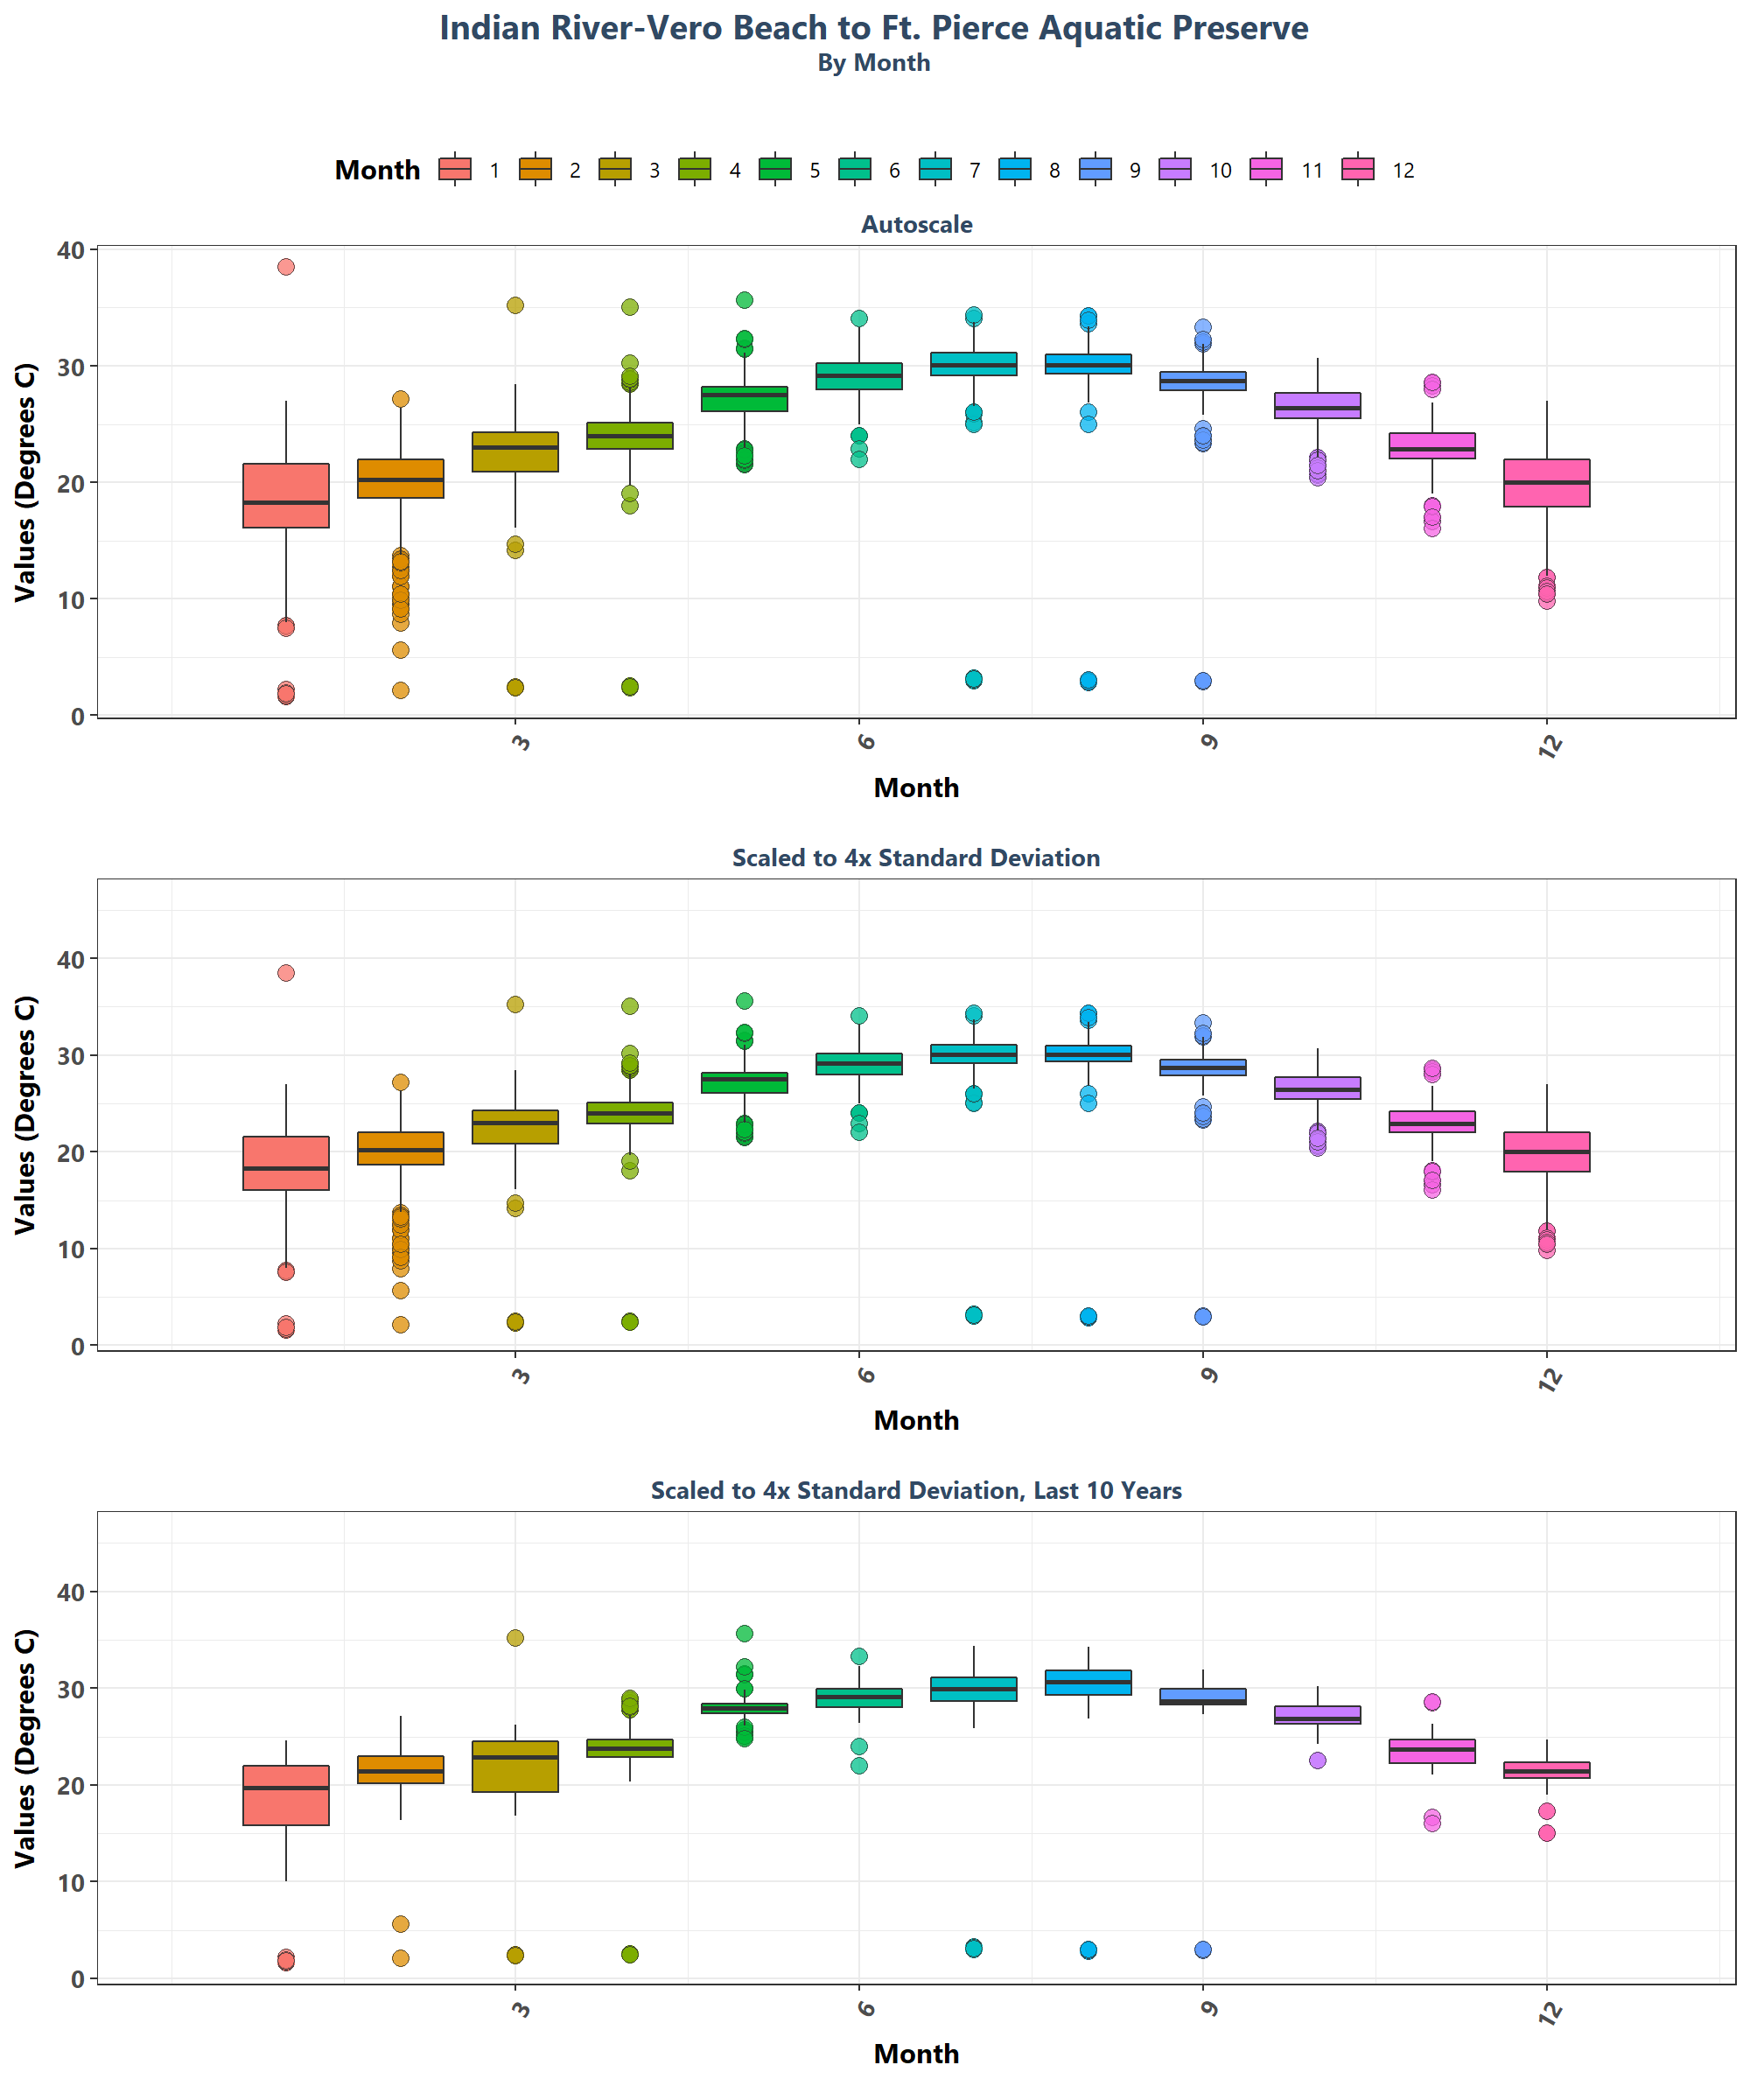 Indian River-Vero Beach to Ft. Pierce Aquatic Preserve
By Month
Month 1 2 3 4 5 6 7 8 9 10 11 12
Autoscale
Values (Degrees C)
40
30
20
10
0
3 6 9 12
Month
Scaled to 4x Standard Deviation
Values (Degrees C)
40
30
20
10
0
3 6 9 12
Month
Scaled to 4x Standard Deviation, Last 10 Years
Values (Degrees C)
40
30
20
10
0
3 6 9 12
Month